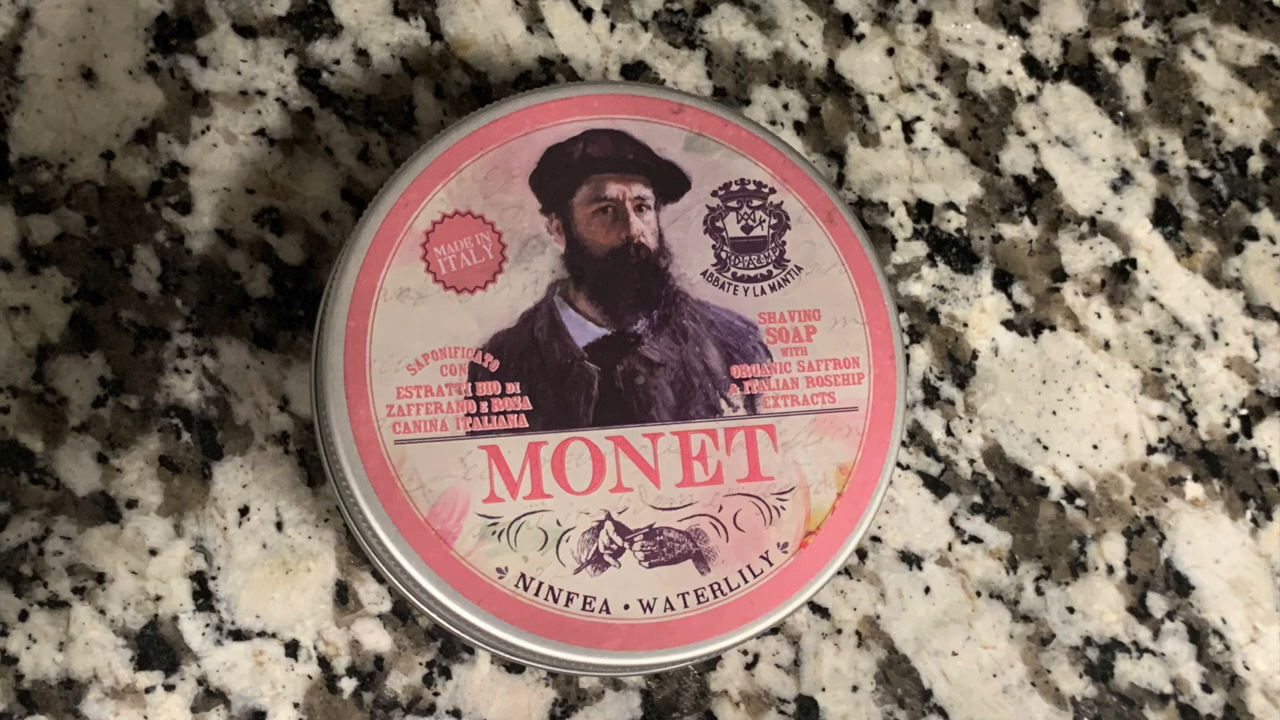 MADE IN
ITALY
ABBATE Y LA MANTIA
SAPONIFICATO
CON
ESTRATTI BIO DI
ZAFFERANO E ROSA
CANINA ITALIANA
SHAVING
SOAP
WITH
ORGANIC SAFFRON
& ITALIAN ROSEHIP
EXTRACTS
MONET
NINFEA • WATERLILY